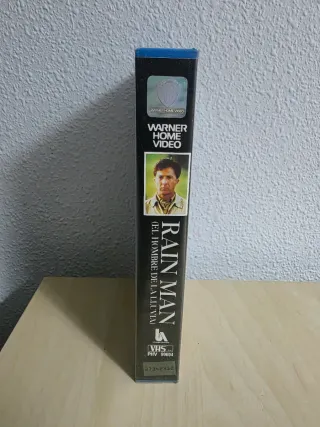 WARNER
HOME
VIDEO
RAIN MAN
(EL HOMBRE DE LA LLUVIA)
VHS